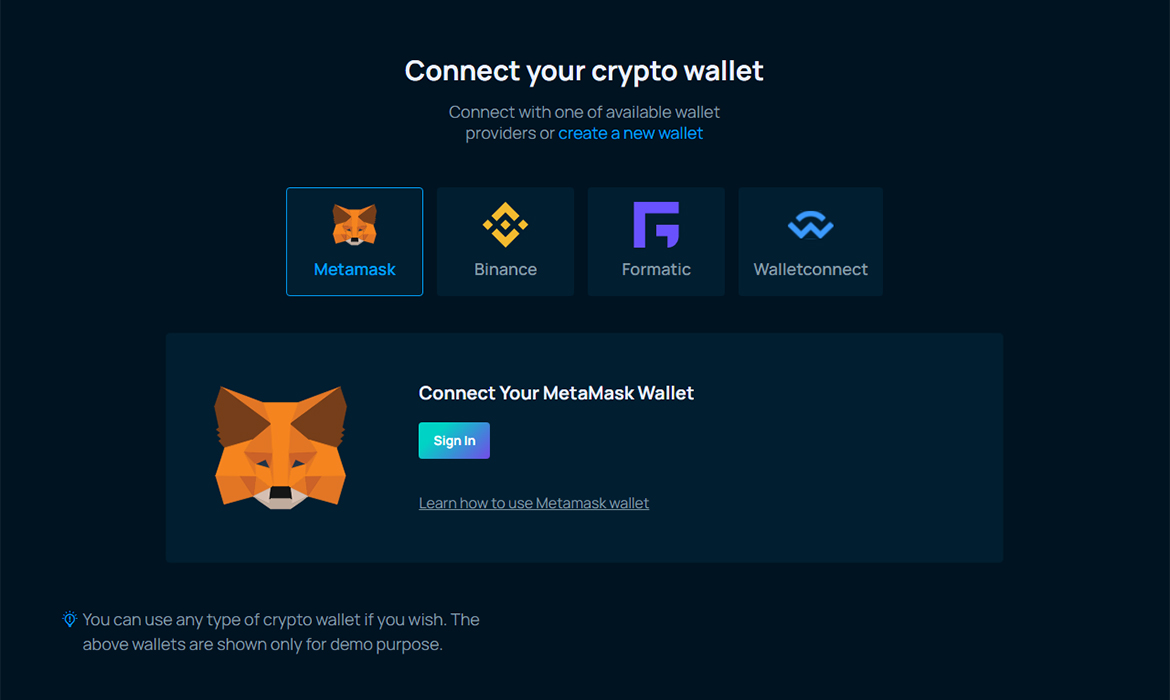 Connect your crypto wallet
Connect with one of available wallet
providers or create a new wallet
Metamask
Binance
Formatic
Walletconnect
Connect Your MetaMask Wallet
Sign In
Learn how to use Metamask wallet
You can use any type of crypto wallet if you wish. The
above wallets are shown only for demo purpose.